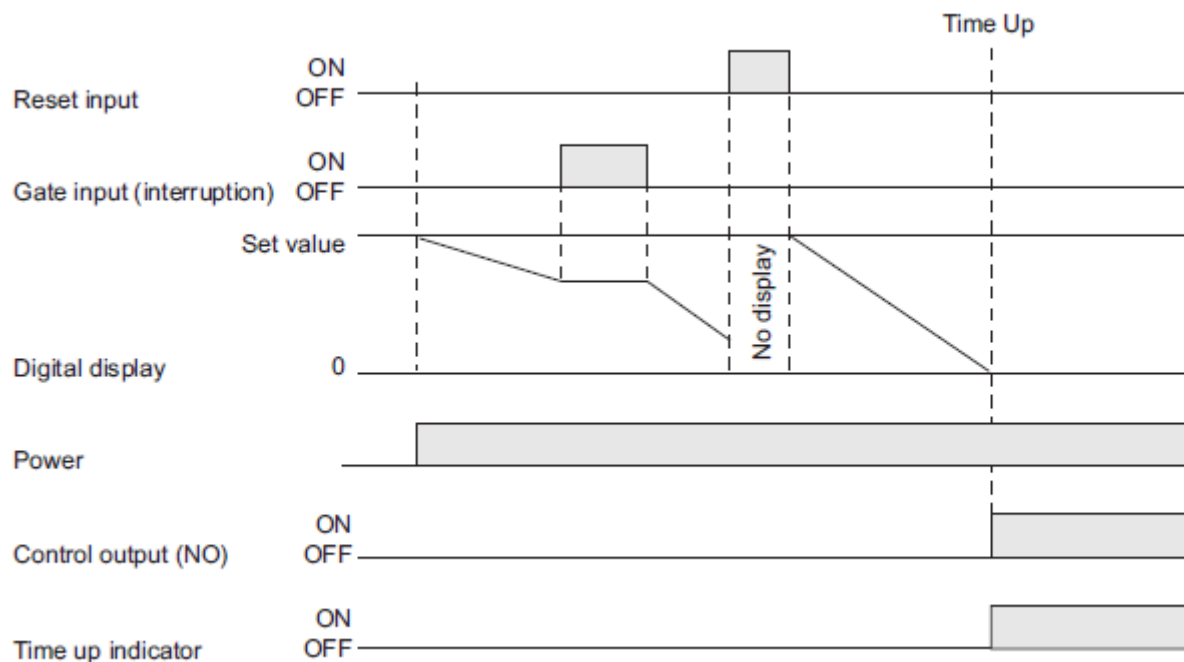 Time Up
ON
Reset input OFF
ON
Gate input (interruption) OFF
Set value
No display
Digital display 0
Power
ON
Control output (NO) OFF
ON
Time up indicator OFF